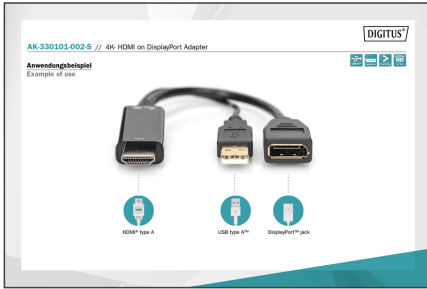 DIGITUS®
AK-330101-002-S // 4K- HDMI on DisplayPort Adapter
Anwendungsbeispiel
Example of use
HDMI® type A
USB type A™
DisplayPort™ jack